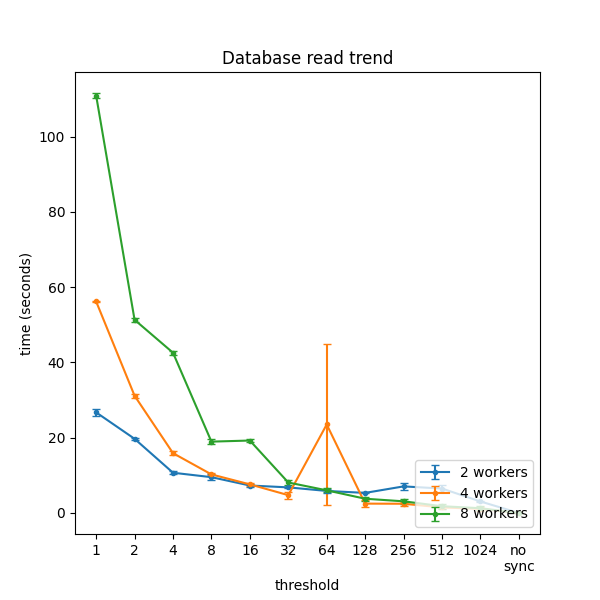 Database read trend
time (seconds)
100
80
60
40
20
0
2 workers
4 workers
8 workers
1 2 4 8 16 32 64 128 256 512 1024 no
sync
threshold